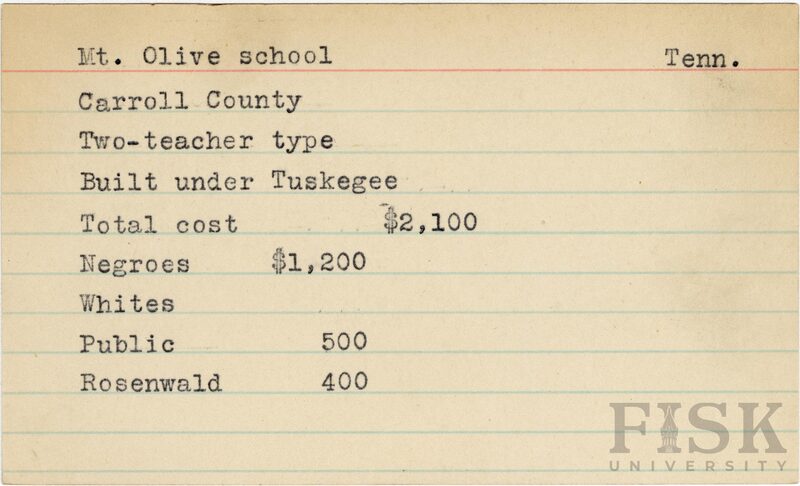 Mt. Olive school Tenn.
Carroll County
Two-teacher type
Built under Tuskegee
Total cost $2,100
Negroes $1,200
Whites
Public 500
Rosenwald 400
FISK
UNIVERSITY